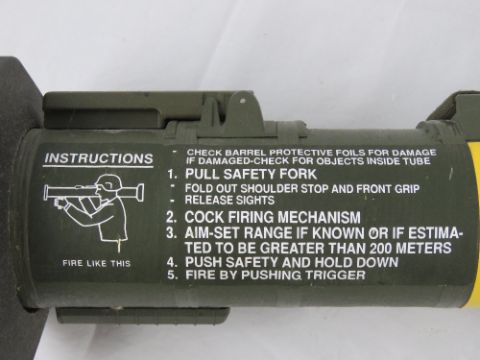 INSTRUCTIONS
FIRE LIKE THIS
- CHECK BARREL PROTECTIVE FOILS FOR DAMAGE
IF DAMAGED-CHECK FOR OBJECTS INSIDE TUBE
1. PULL SAFETY FORK
- FOLD OUT SHOULDER STOP AND FRONT GRIP
- RELEASE SIGHTS
2. COCK FIRING MECHANISM
3. AIM-SET RANGE IF KNOWN OR IF ESTIMA-
TED TO BE GREATER THAN 200 METERS
4. PUSH SAFETY AND HOLD DOWN
5. FIRE BY PUSHING TRIGGER